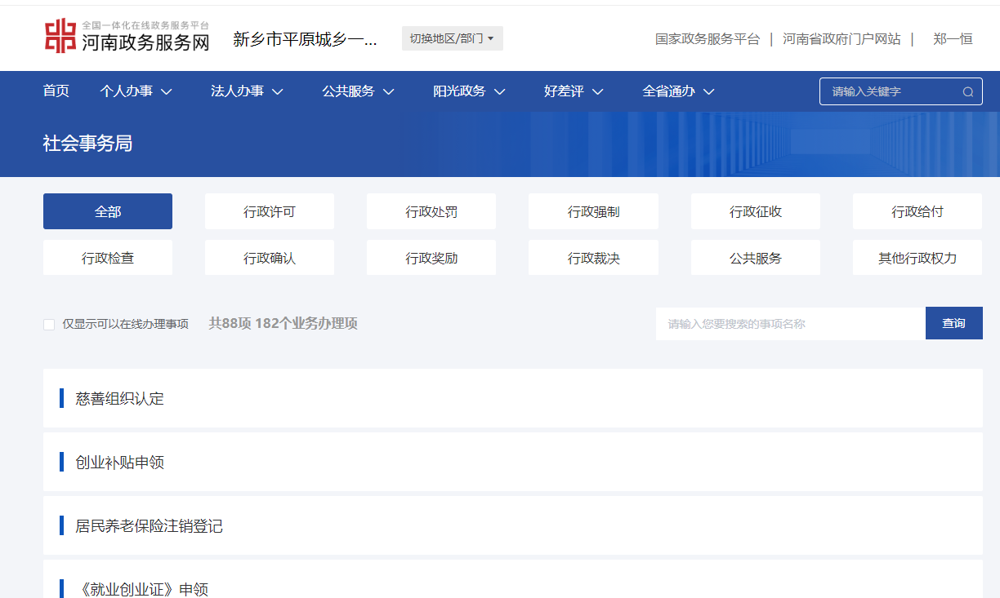 全国一体化在线政务服务平台
河南政务服务网
新乡市平原城乡一...
切换地区/部门
国家政务服务平台 | 河南省政府门户网站 | 郑一恒
首页 个人办事 法人办事 公共服务 阳光政务 好差评 全省通办 请输入关键字
社会事务局
全部 行政许可 行政处罚 行政强制 行政征收 行政给付
行政检查 行政确认 行政奖励 行政裁决 公共服务 其他行政权力
仅显示可以在线办理事项 共88项 182个业务办理项 请输入您要搜索的事项名称 查询
慈善组织认定
创业补贴申领
居民养老保险注销登记
《就业创业证》申领